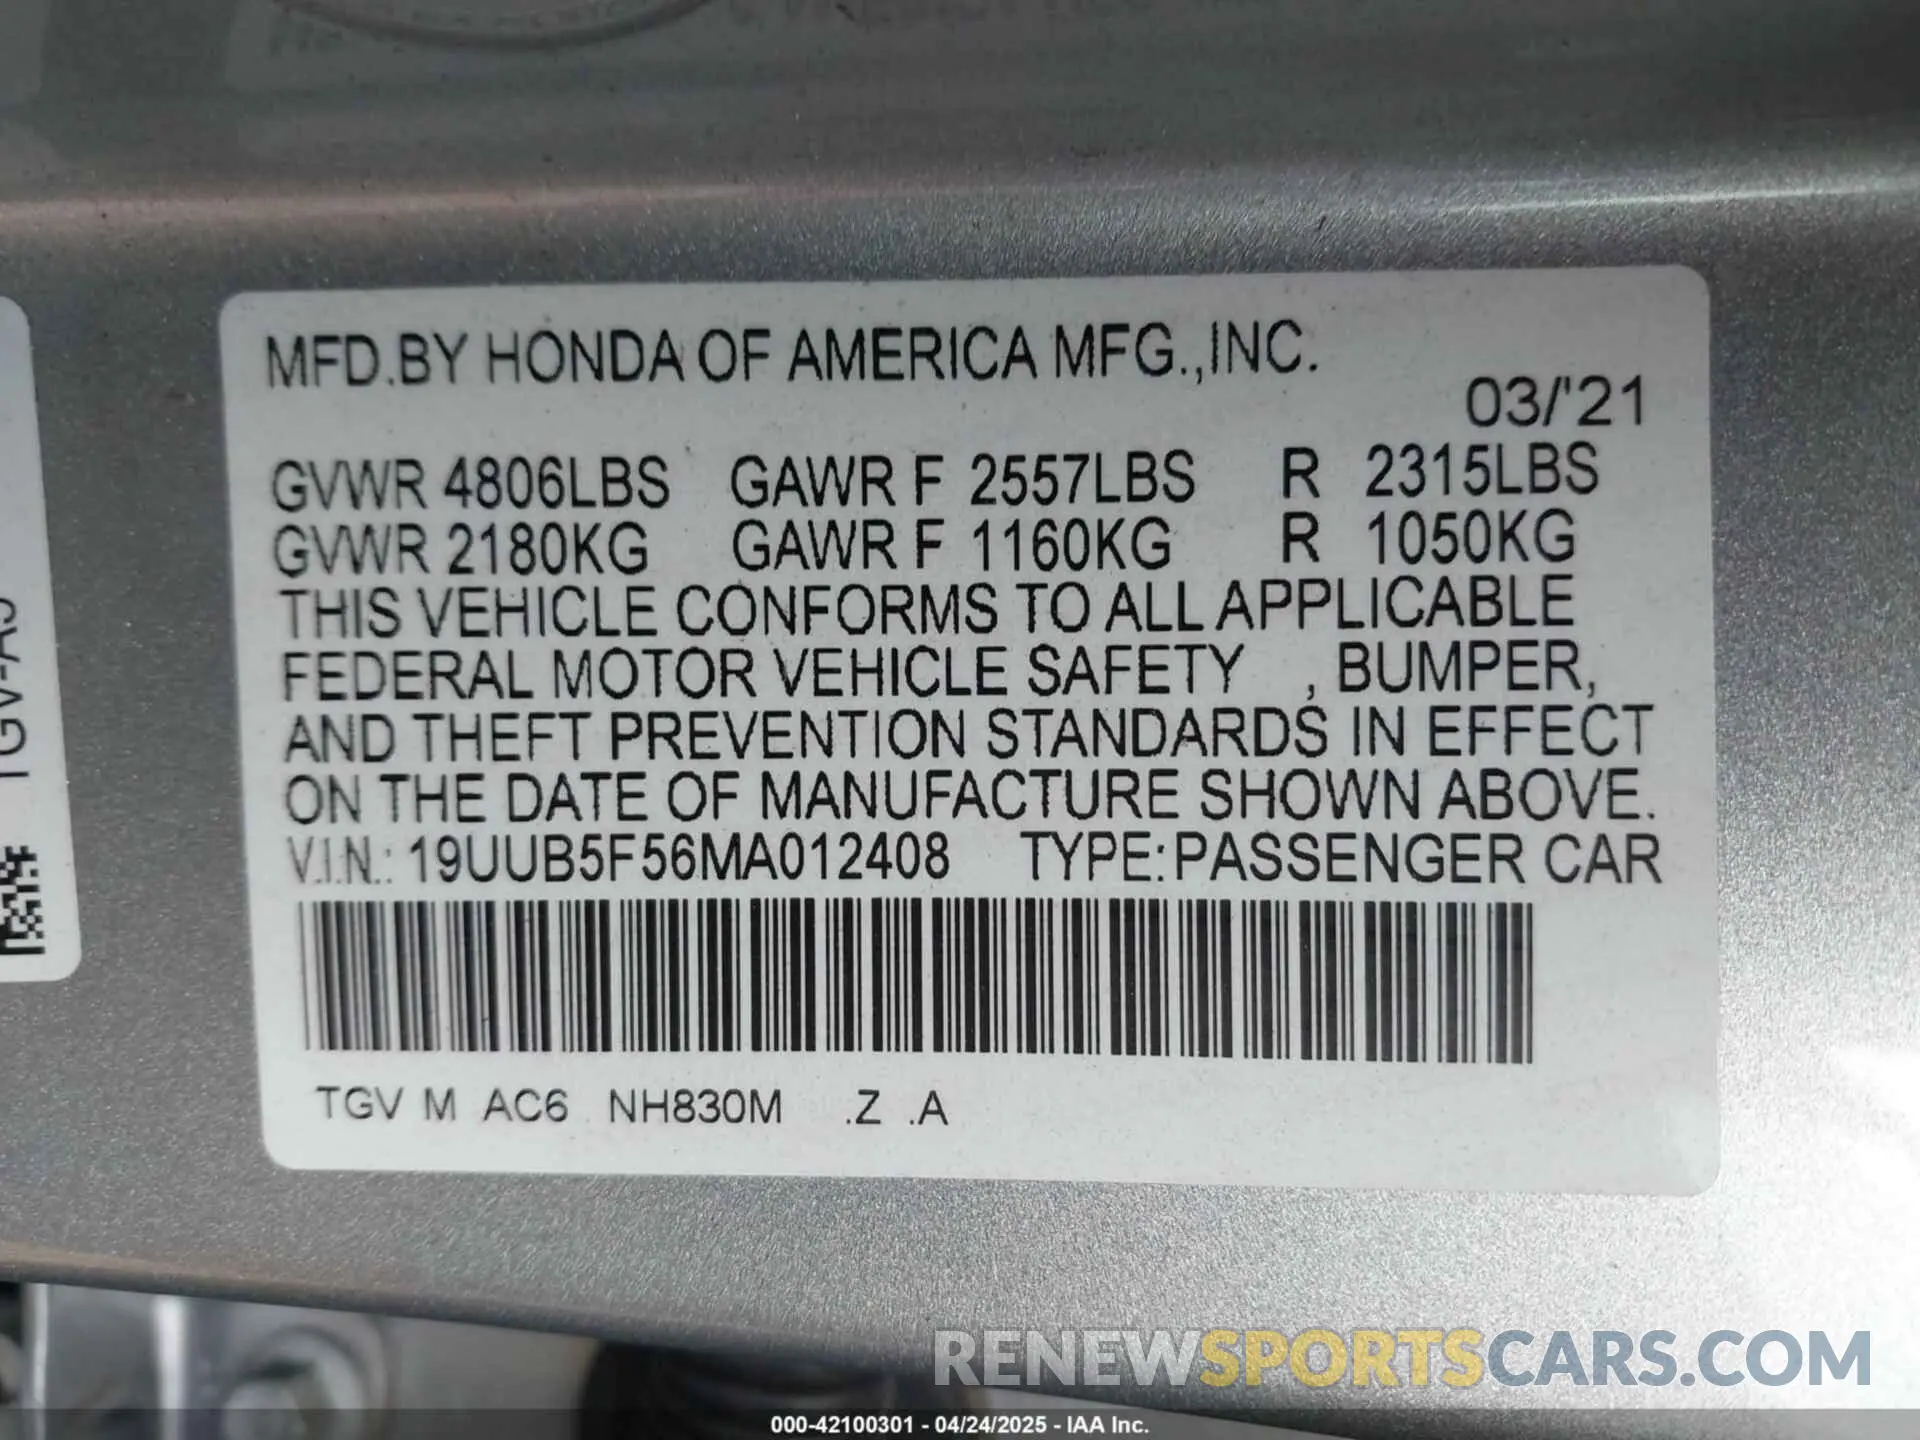 MFD.BY HONDA OF AMERICA MFG.,INC.
03/'21
GVWR 4806LBS GAWR F 2557LBS R 2315LBS
GVWR 2180KG GAWR F 1160KG R 1050KG
THIS VEHICLE CONFORMS TO ALL APPLICABLE
FEDERAL MOTOR VEHICLE SAFETY , BUMPER,
AND THEFT PREVENTION STANDARDS IN EFFECT
ON THE DATE OF MANUFACTURE SHOWN ABOVE.
V.I.N.: 19UUB5F56MA012408 TYPE:PASSENGER CAR
TGV M AC6 NH830M .Z .A
RENEWSPORTSCARS.COM
000-42100301 - 04/24/2025 - IAA Inc.